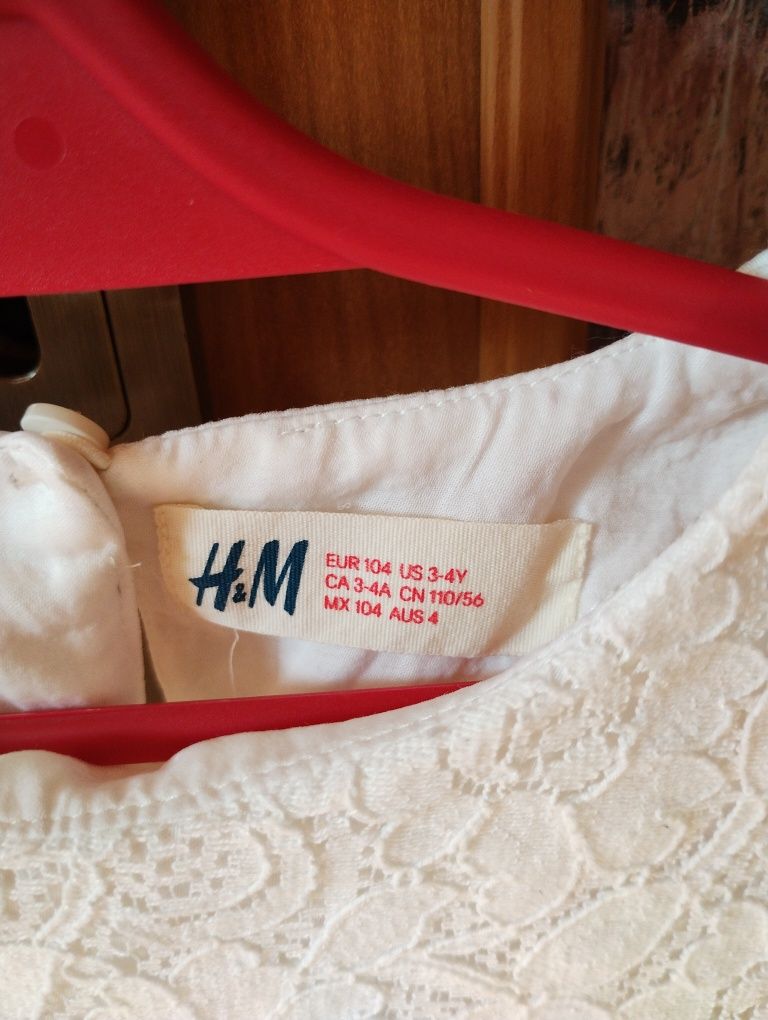 H&M
EUR 104 US 3-4Y
CA 3-4A CN 110/56
MX 104 AUS 4